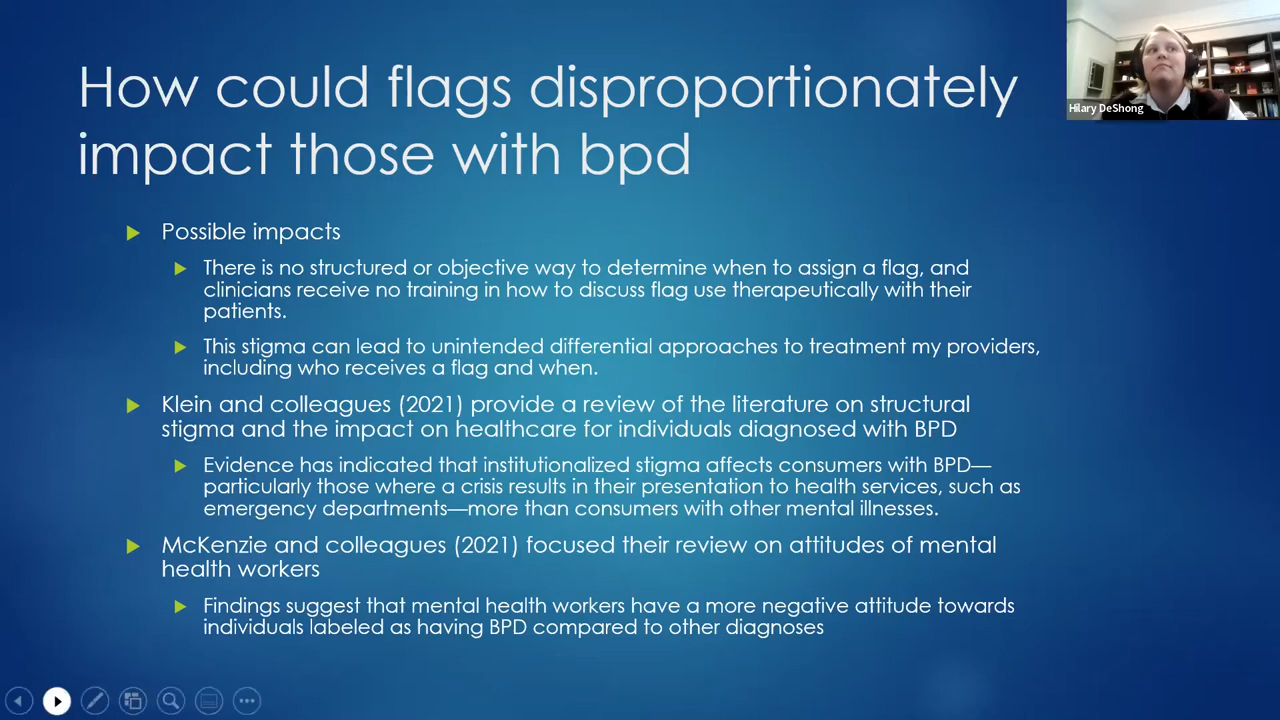 How could flags disproportionately
impact those with bpd
Hilary DeShong
Possible impacts
There is no structured or objective way to determine when to assign a flag, and
clinicians receive no training in how to discuss flag use therapeutically with their
patients.
This stigma can lead to unintended differential approaches to treatment my providers,
including who receives a flag and when.
Klein and colleagues (2021) provide a review of the literature on structural
stigma and the impact on healthcare for individuals diagnosed with BPD
Evidence has indicated that institutionalized stigma affects consumers with BPD—
particularly those where a crisis results in their presentation to health services, such as
emergency departments—more than consumers with other mental illnesses.
McKenzie and colleagues (2021) focused their review on attitudes of mental
health workers
Findings suggest that mental health workers have a more negative attitude towards
individuals labeled as having BPD compared to other diagnoses